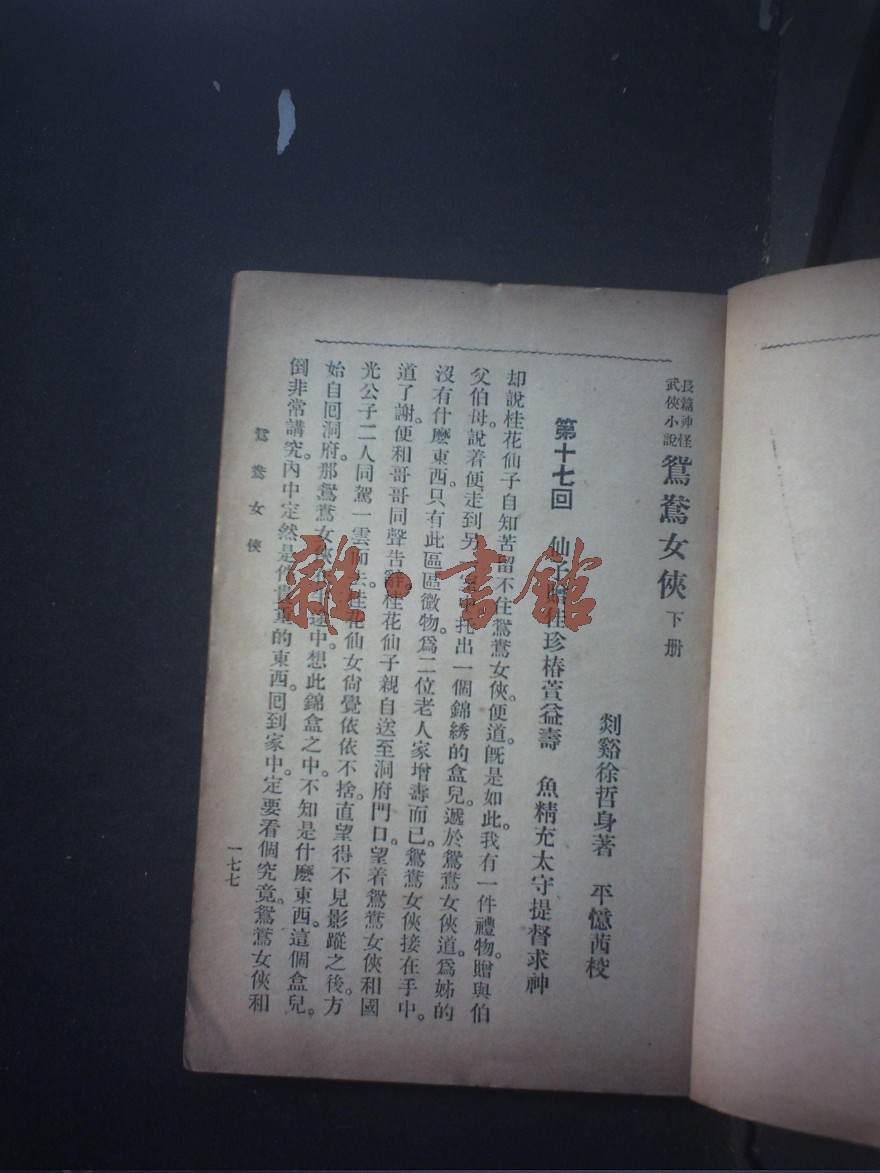 長篇神怪
武俠小說
鴛鴦女俠 下册
剡谿徐哲身著 平憶茜校
第十七回 仙子贈佳珍椿萱益壽 魚精充太守提督求神
却說桂花仙子自知苦留不住鴛鴦女俠。便道旣是如此。我有一件禮物。贈與伯
父伯母。說着便走到另托出一個錦綉的盒兒。遞於鴛鴦女俠道。爲姊的
沒有什麽東西。只有此區區微物。爲二位老人家增壽而已。鴛鴦女俠接在手中。
道了謝。便和哥哥同聲告辭。桂花仙子親自送至洞府門口。望着鴛鴦女俠和國
光公子二人同駕一雲而去。桂花仙女尙覺依依不捨。直望得不見影蹤之後。方
始自囘洞府。那鴛鴦女俠在途中想此錦盒之中。不知是什麽東西。這個盒兒。
倒非常講究。內中定然是件貴重的東西。囘到家中。定要看個究竟。鴛鴦女俠和
鴛鴦女俠
一七七
雜·書館